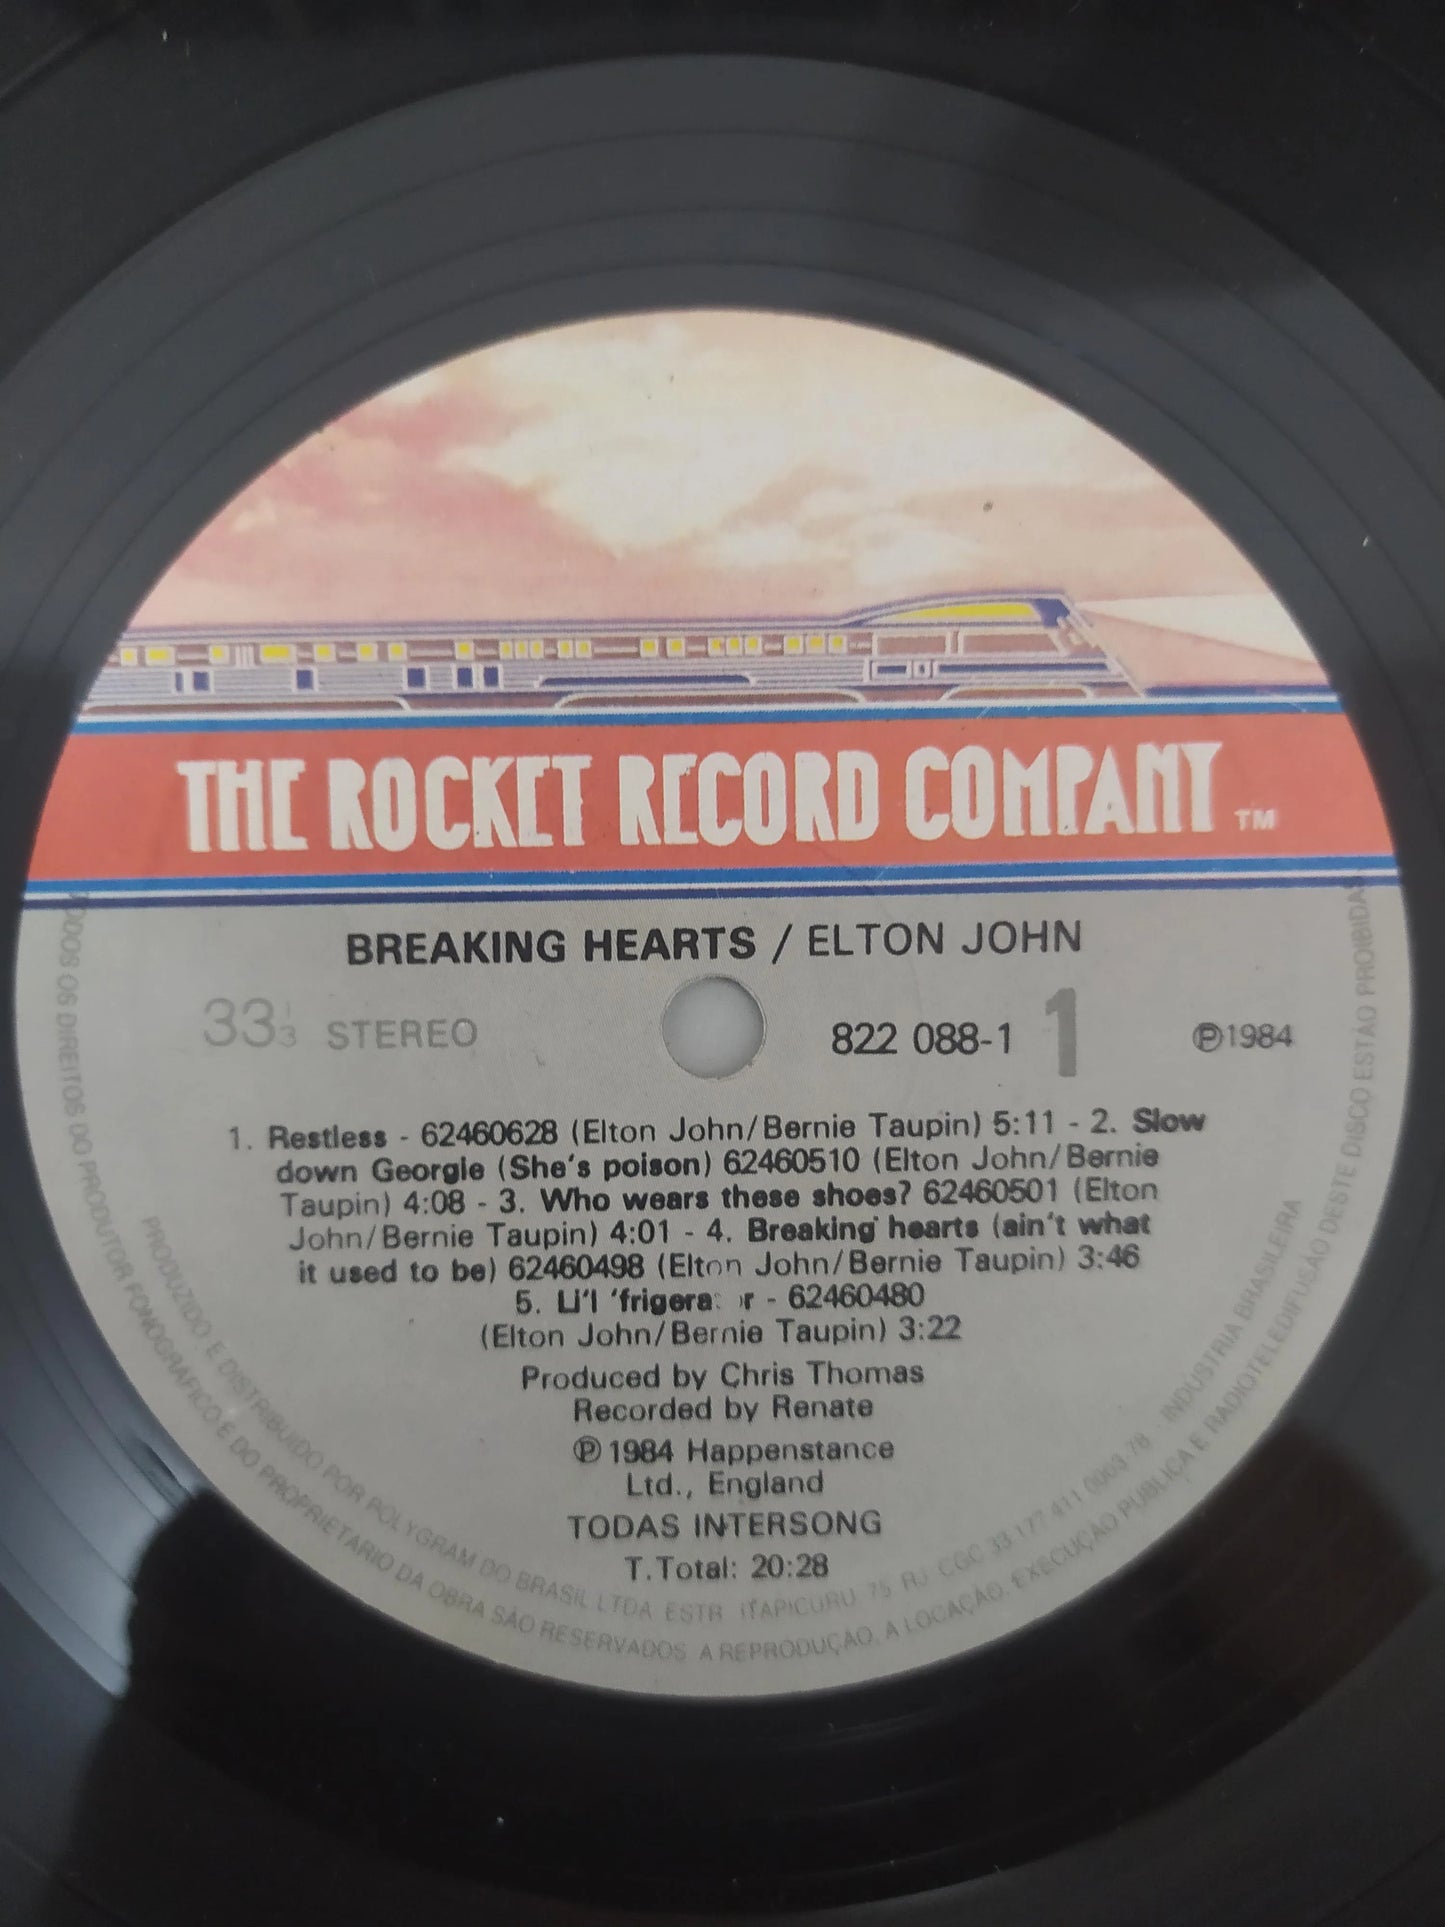 THE ROCKET RECORD COMPANY TM
BREAKING HEARTS / ELTON JOHN
33 1/3 STEREO
822 088-1 1 ℗1984
1. Restless - 62460628 (Elton John/Bernie Taupin) 5:11 - 2. Slow
down Georgie (She's poison) 62460510 (Elton John/Bernie
Taupin) 4:08 - 3. Who wears these shoes? 62460501 (Elton
John/Bernie Taupin) 4:01 - 4. Breaking hearts (ain't what
it used to be) 62460498 (Elton John/Bernie Taupin) 3:46
5. Li'l 'frigera r - 62460480
(Elton John/Bernie Taupin) 3:22
Produced by Chris Thomas
Recorded by Renate
℗ 1984 Happenstance
Ltd., England
TODAS INTERSONG
T.Total: 20:28
PRODUZIDO E DISTRIBUIDO POR POLYGRAM DO BRASIL LTDA ESTR ITAPICURU 75 RJ CGC 33 177 411 0003 78 - INDUSTRIA BRASILEIRA
TODOS OS DIREITOS DO PRODUTOR FONOGRÁFICO E DO PROPRIETARIO DA OBRA SÃO RESERVADOS A REPRODUÇÃO, A LOCAÇÃO, EXECUÇÃO PÚBLICA E RADIOTELEDIFUSÃO DESTE DISCO ESTÃO PROIBIDAS